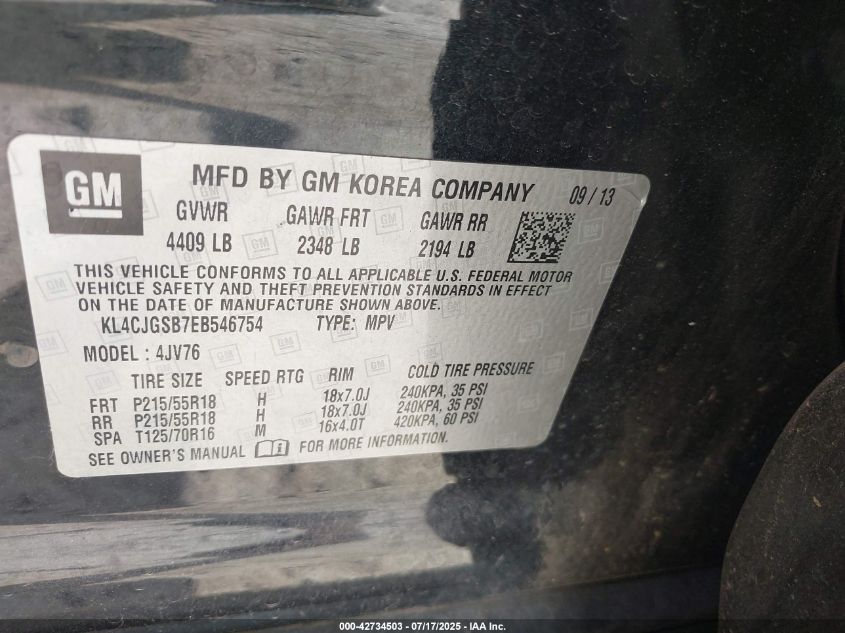 GM
MFD BY GM KOREA COMPANY 09/13
GVWR GAWR FRT GAWR RR
4409 LB 2348 LB 2194 LB
THIS VEHICLE CONFORMS TO ALL APPLICABLE U.S. FEDERAL MOTOR
VEHICLE SAFETY AND THEFT PREVENTION STANDARDS IN EFFECT
ON THE DATE OF MANUFACTURE SHOWN ABOVE.
KL4CJGSB7EB546754 TYPE: MPV
MODEL : 4JV76
TIRE SIZE SPEED RTG RIM COLD TIRE PRESSURE
FRT P215/55R18 H 18x7.0J 240KPA, 35 PSI
RR P215/55R18 H 18x7.0J 240KPA, 35 PSI
SPA T125/70R16 M 16x4.0T 420KPA, 60 PSI
SEE OWNER'S MANUAL FOR MORE INFORMATION.
000-42734503 - 07/17/2025 - IAA Inc.